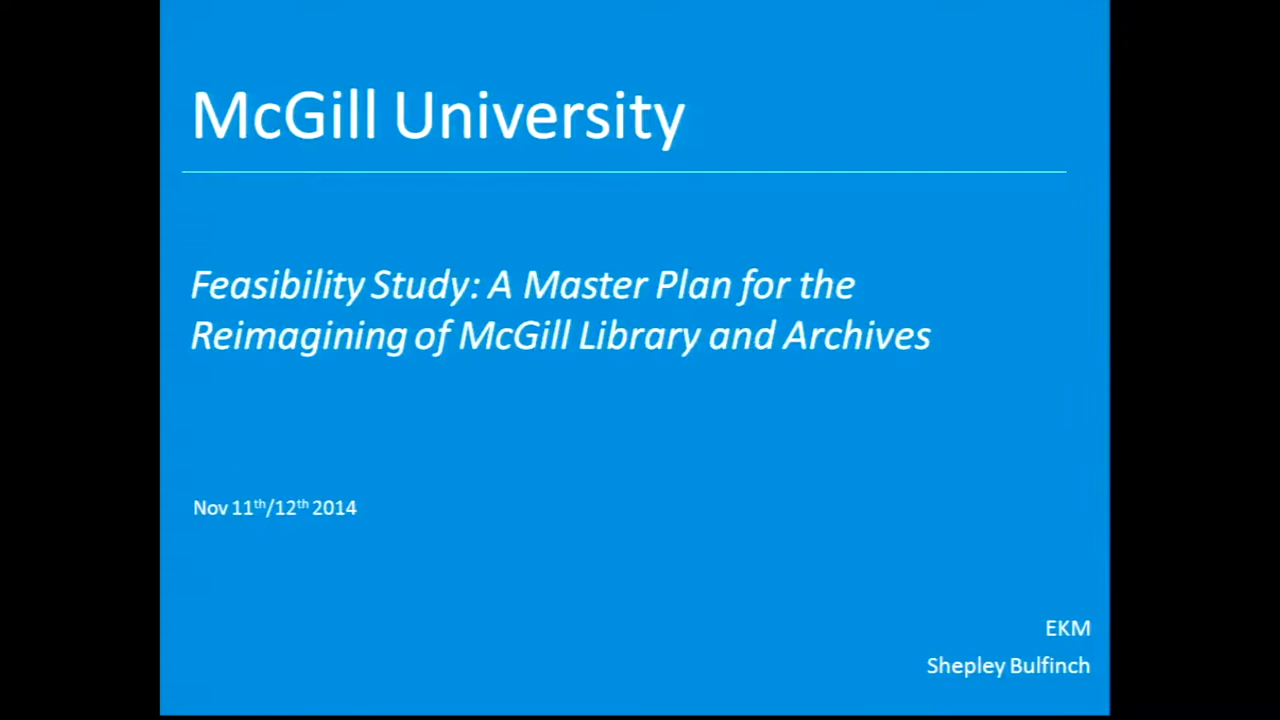 McGill University
Feasibility Study: A Master Plan for the
Reimagining of McGill Library and Archives
Nov 11th/12th 2014
EKM
Shepley Bulfinch